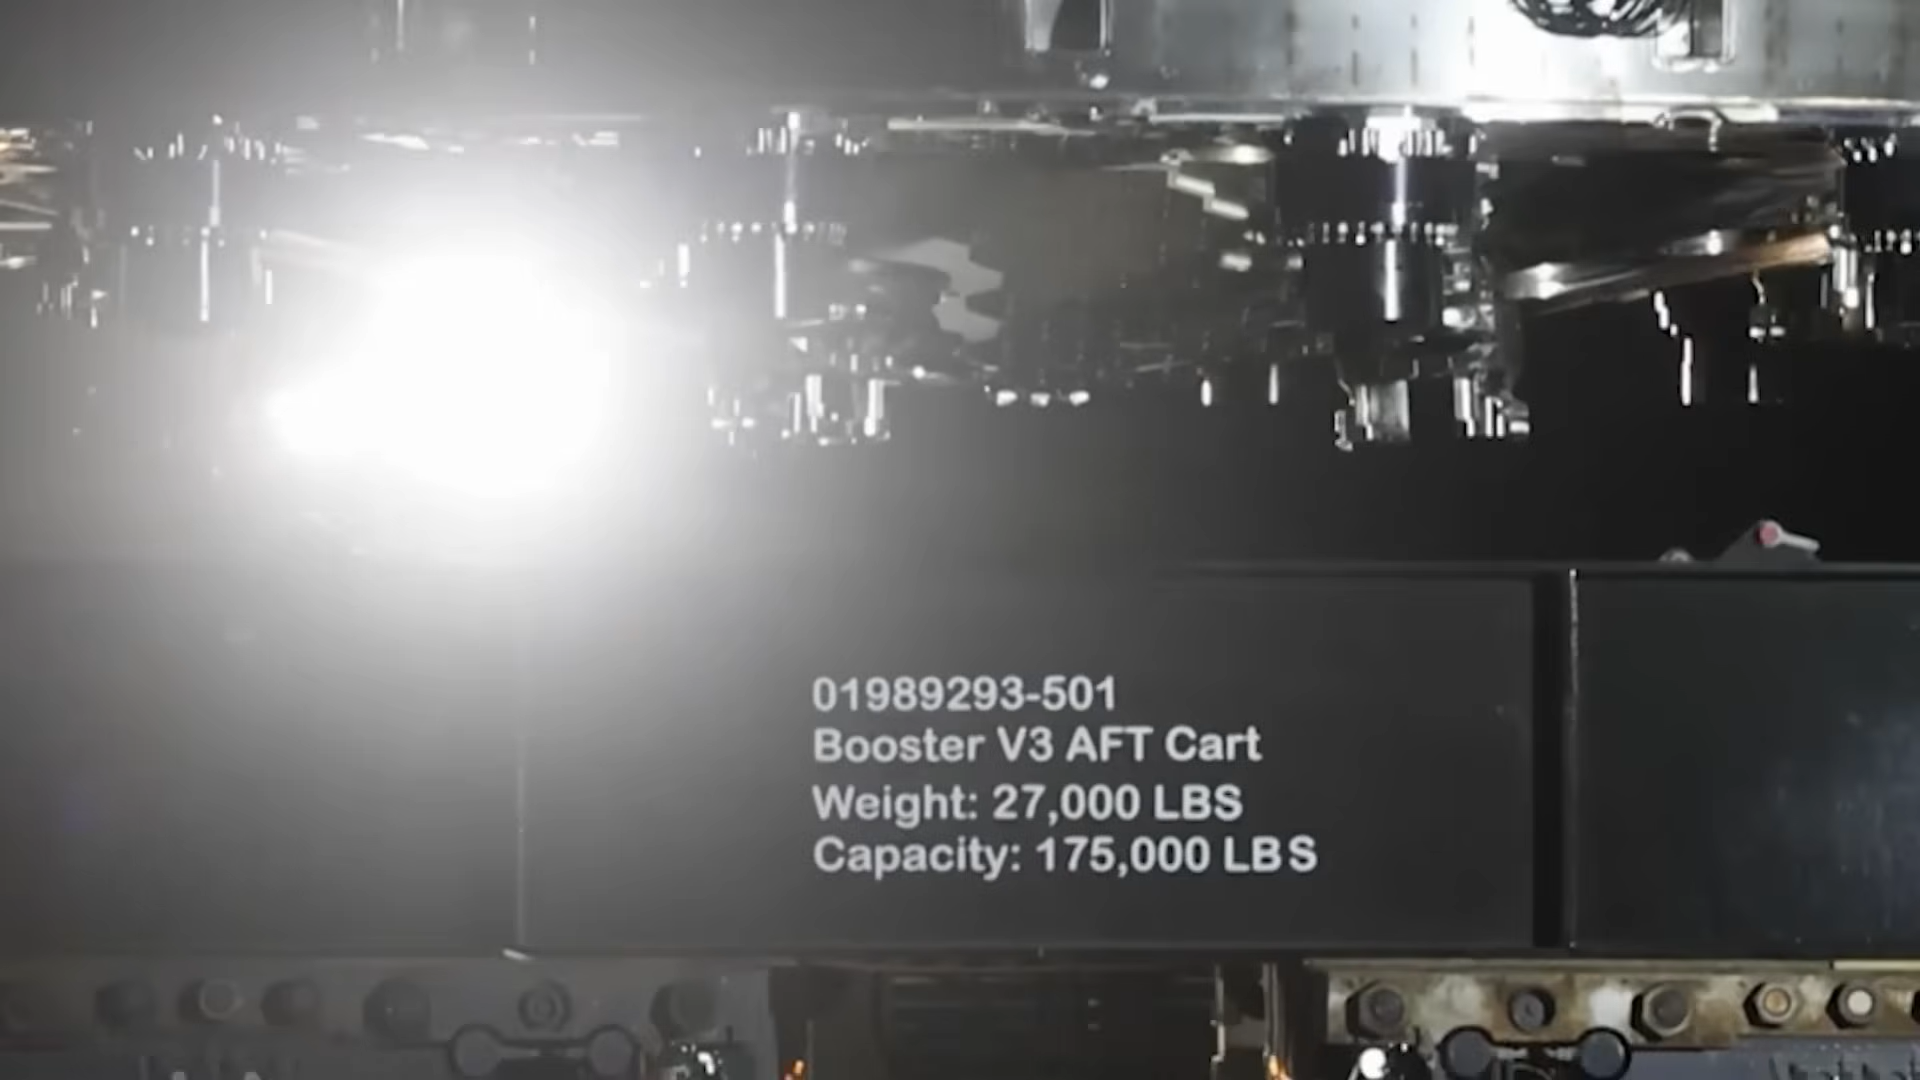 01989293-501
Booster V3 AFT Cart
Weight: 27,000 LBS
Capacity: 175,000 LBS